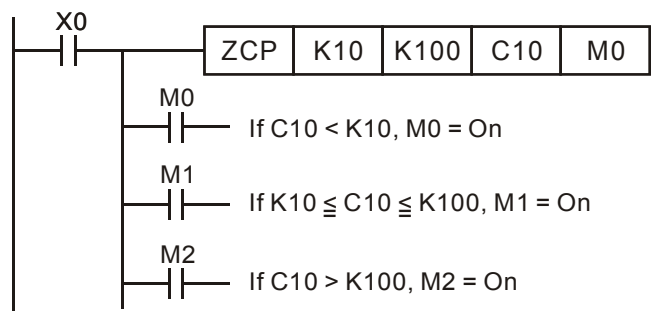 X0
ZCP K10 K100 C10 M0
M0
If C10 < K10, M0 = On
M1
If K10 ≦ C10 ≦ K100, M1 = On
M2
If C10 > K100, M2 = On